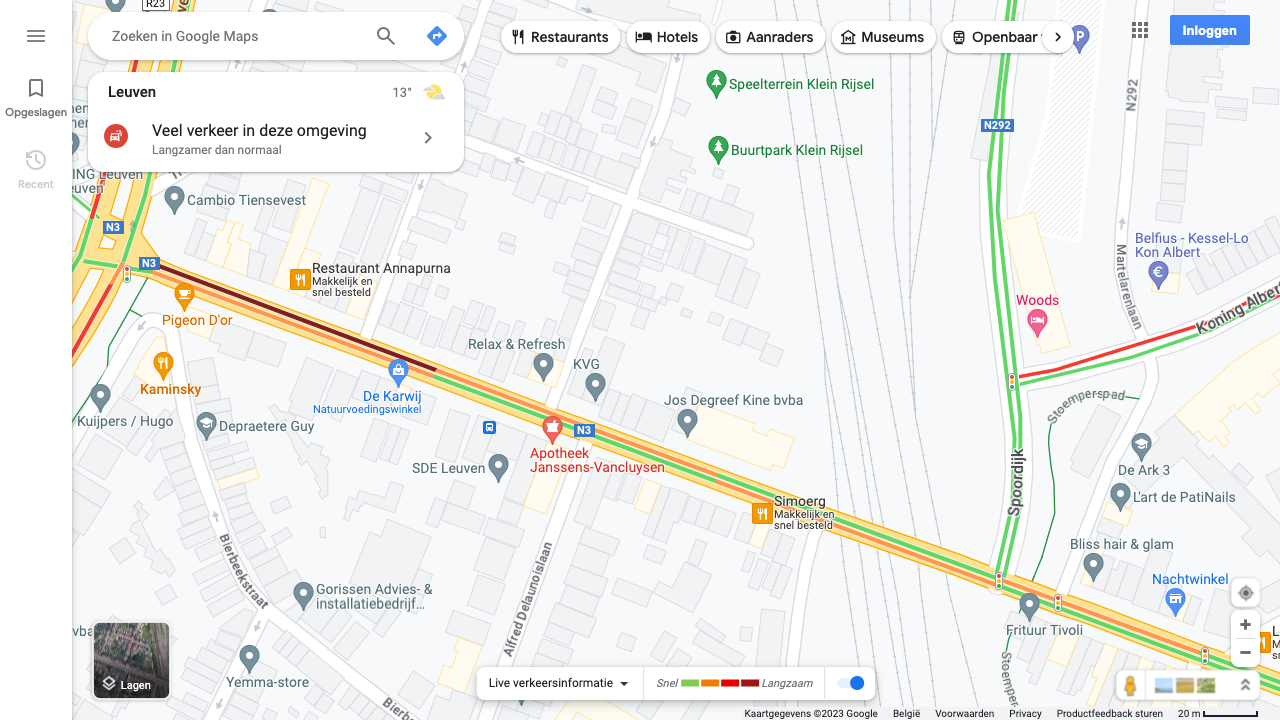 R23
Zoeken in Google Maps
Restaurants
Hotels
Aanraders
Museums
Openbaar
P
Inloggen
Opgeslagen
Recent
Leuven
13°
Veel verkeer in deze omgeving
Langzamer dan normaal
Speelterrein Klein Rijsel
Buurtpark Klein Rijsel
N292
N292
ING Leuven
Cambio Tiensevest
N3
N3
Restaurant Annapurna
Makkelijk en
snel besteld
Pigeon D'or
Belfius - Kessel-Lo
Kon Albert
Martelarenlaan
Koning Albert
Woods
Relax & Refresh
KVG
Kaminsky
De Karwij
Natuurvoedingswinkel
Kuijpers / Hugo
Depraetere Guy
Jos Degreef Kine bvba
Stoemperspad
N3
Apotheek
Janssens-Vancluysen
SDE Leuven
De Ark 3
L'art de PatiNails
Spoordijk
Simoerg
Makkelijk en
snel besteld
Bierbeekstraat
Alfred Delaunoislaan
Bliss hair & glam
Nachtwinkel
Gorissen Advies- &
Installatiebedrijf...
Frituur Tivoli
Stoemper
Yemma-store
Lagen
Live verkeersinformatie
Snel
Langzaam
Kaartgegevens ©2023 Google
België
Voorwaarden
Privacy
Productfeedback sturen
20 m